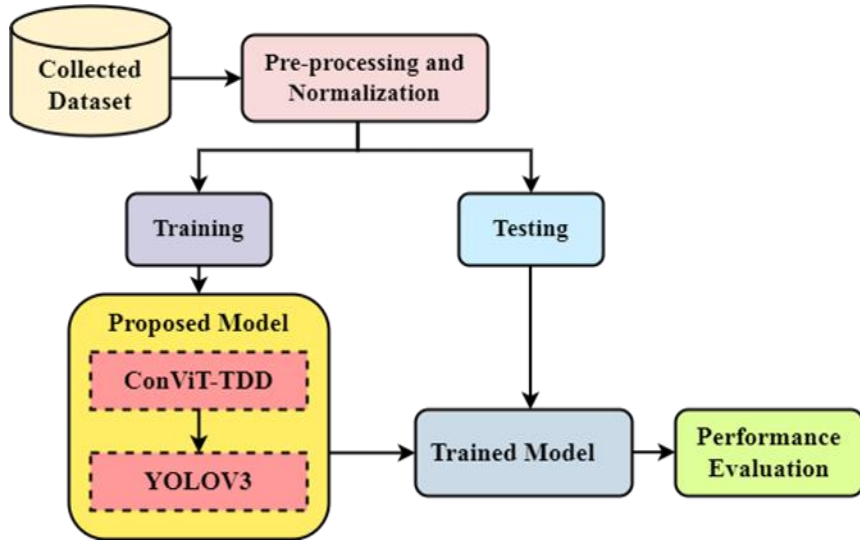 Collected
Dataset
Pre-processing and
Normalization
Training
Testing
Proposed Model
ConViT-TDD
YOLOV3
Trained Model
Performance
Evaluation